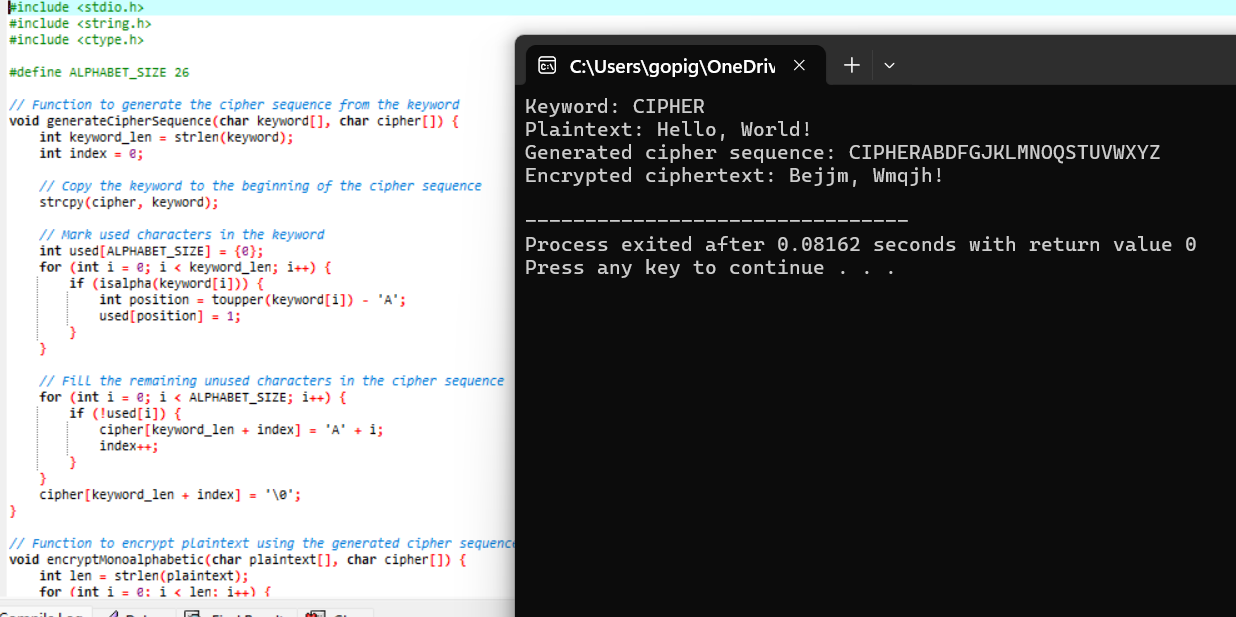 #include <stdio.h>
#include <string.h>
#include <ctype.h>
#define ALPHABET_SIZE 26
// Function to generate the cipher sequence from the keyword
void generateCipherSequence(char keyword[], char cipher[]) {
    int keyword_len = strlen(keyword);
    int index = 0;
    // Copy the keyword to the beginning of the cipher sequence
    strcpy(cipher, keyword);
    // Mark used characters in the keyword
    int used[ALPHABET_SIZE] = {0};
    for (int i = 0; i < keyword_len; i++) {
        if (isalpha(keyword[i])) {
            int position = toupper(keyword[i]) - 'A';
            used[position] = 1;
        }
    }
    // Fill the remaining unused characters in the cipher sequence
    for (int i = 0; i < ALPHABET_SIZE; i++) {
        if (!used[i]) {
            cipher[keyword_len + index] = 'A' + i;
            index++;
        }
    }
    cipher[keyword_len + index] = '\0';
}
// Function to encrypt plaintext using the generated cipher sequenc
void encryptMonoalphabetic(char plaintext[], char cipher[]) {
    int len = strlen(plaintext);
    for (int i = 0; i < len; i++) {
C:\Users\gopig\OneDriv
Keyword: CIPHER
Plaintext: Hello, World!
Generated cipher sequence: CIPHERABDFGJKLMNOQSTUVWXYZ
Encrypted ciphertext: Bejjm, Wmqjh!
--------------------------------
Process exited after 0.08162 seconds with return value 0
Press any key to continue . . .